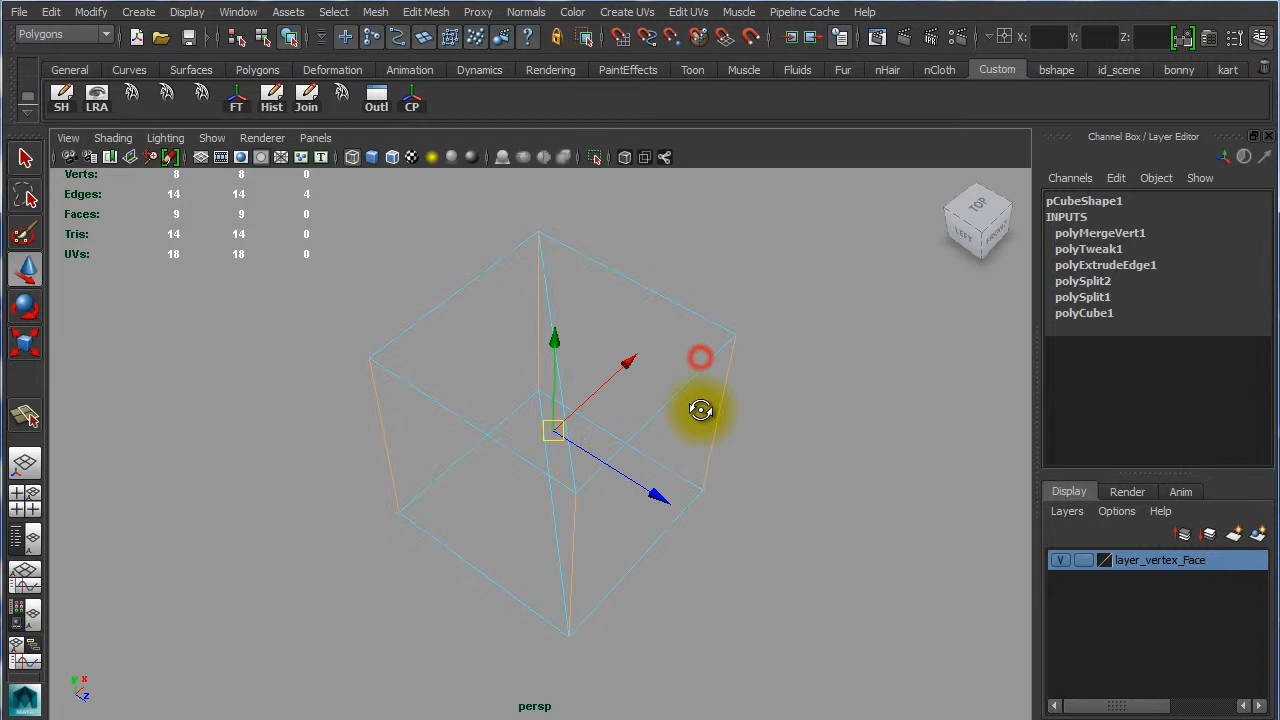 File Edit Modify Create Display Window Assets Select Mesh Edit Mesh Proxy Normals Color Create UVs Edit UVs Muscle Pipeline Cache Help
Polygons X: Y: Z:
General Curves Surfaces Polygons Deformation Animation Dynamics Rendering PaintEffects Toon Muscle Fluids Fur nHair nCloth Custom bshape id_scene bonny kart
SH LRA FT Hist Join Outl CP
View Shading Lighting Show Renderer Panels
Channel Box / Layer Editor
Verts: 8 8 0
Edges: 14 14 4
Faces: 9 9 0
Tris: 14 14 0
UVs: 18 18 0
TOP
LEFT
Channels Edit Object Show
pCubeShape1
INPUTS
polyMergeVert1
polyTweak1
polyExtrudeEdge1
polySplit2
polySplit1
polyCube1
Display Render Anim
Layers Options Help
V layer_vertex_Face
y x
z
persp